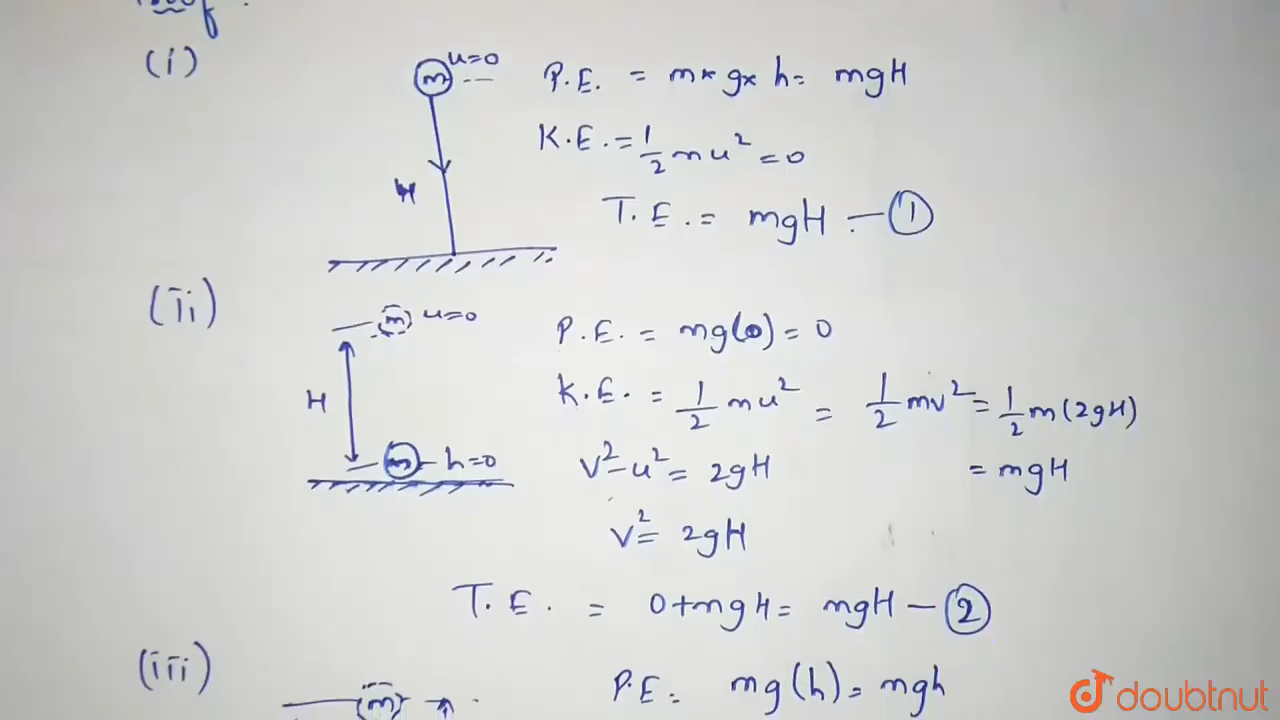 (i)
m u=0
P.E. = m×g×h= mgH
K.E.= 1/2 mu² =0
H
T.E.= mgH — ①
(ii)
m u=0
P.E. = mg(0)= 0
H
K.E. = 1/2 mu² = 1/2 mv² = 1/2 m(2gH)
m h=0
v²-u² = 2gH
= mgH
v²= 2gH
T.E. = 0+mgH= mgH — ②
(iii)
m
P.E= mg(h)= mgh
doubtnut